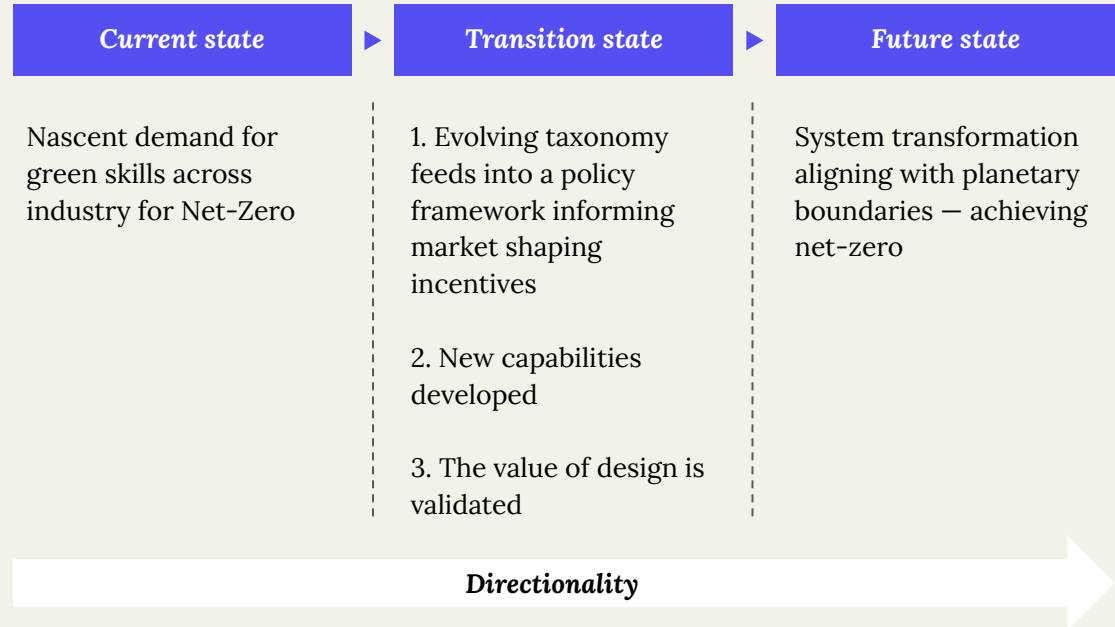 Current state
Transition state
Future state
Nascent demand for
green skills across
industry for Net-Zero
1. Evolving taxonomy
feeds into a policy
framework informing
market shaping
incentives
2. New capabilities
developed
3. The value of design is
validated
System transformation
aligning with planetary
boundaries — achieving
net-zero
Directionality